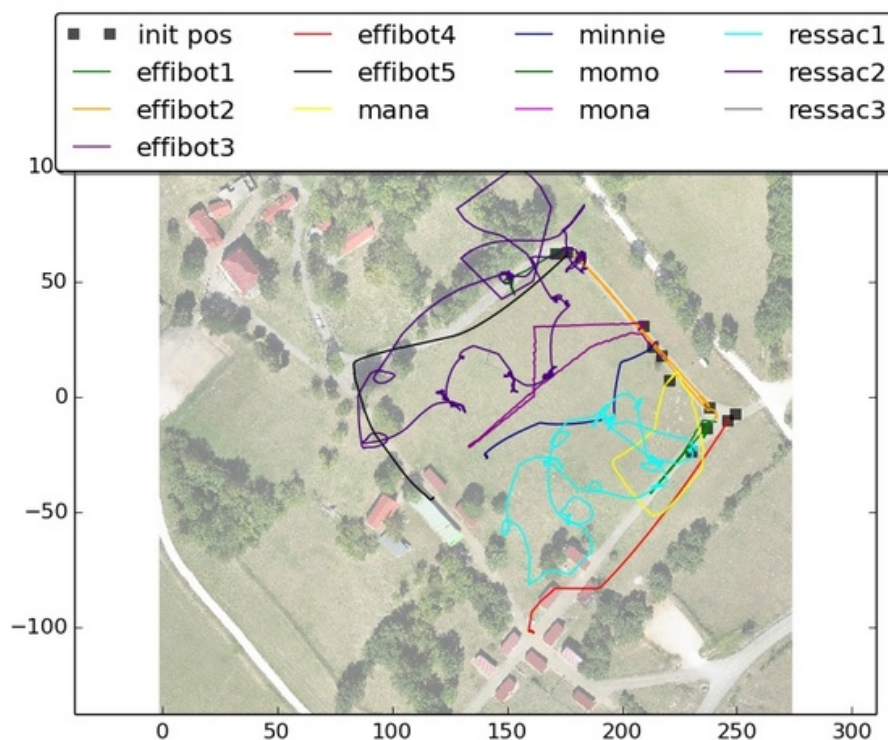 init pos effibot4 minnie ressac1
effibot1 effibot5 momo ressac2
effibot2 mana mona ressac3
effibot3
10
50
0
−50
−100
0 50 100 150 200 250 300